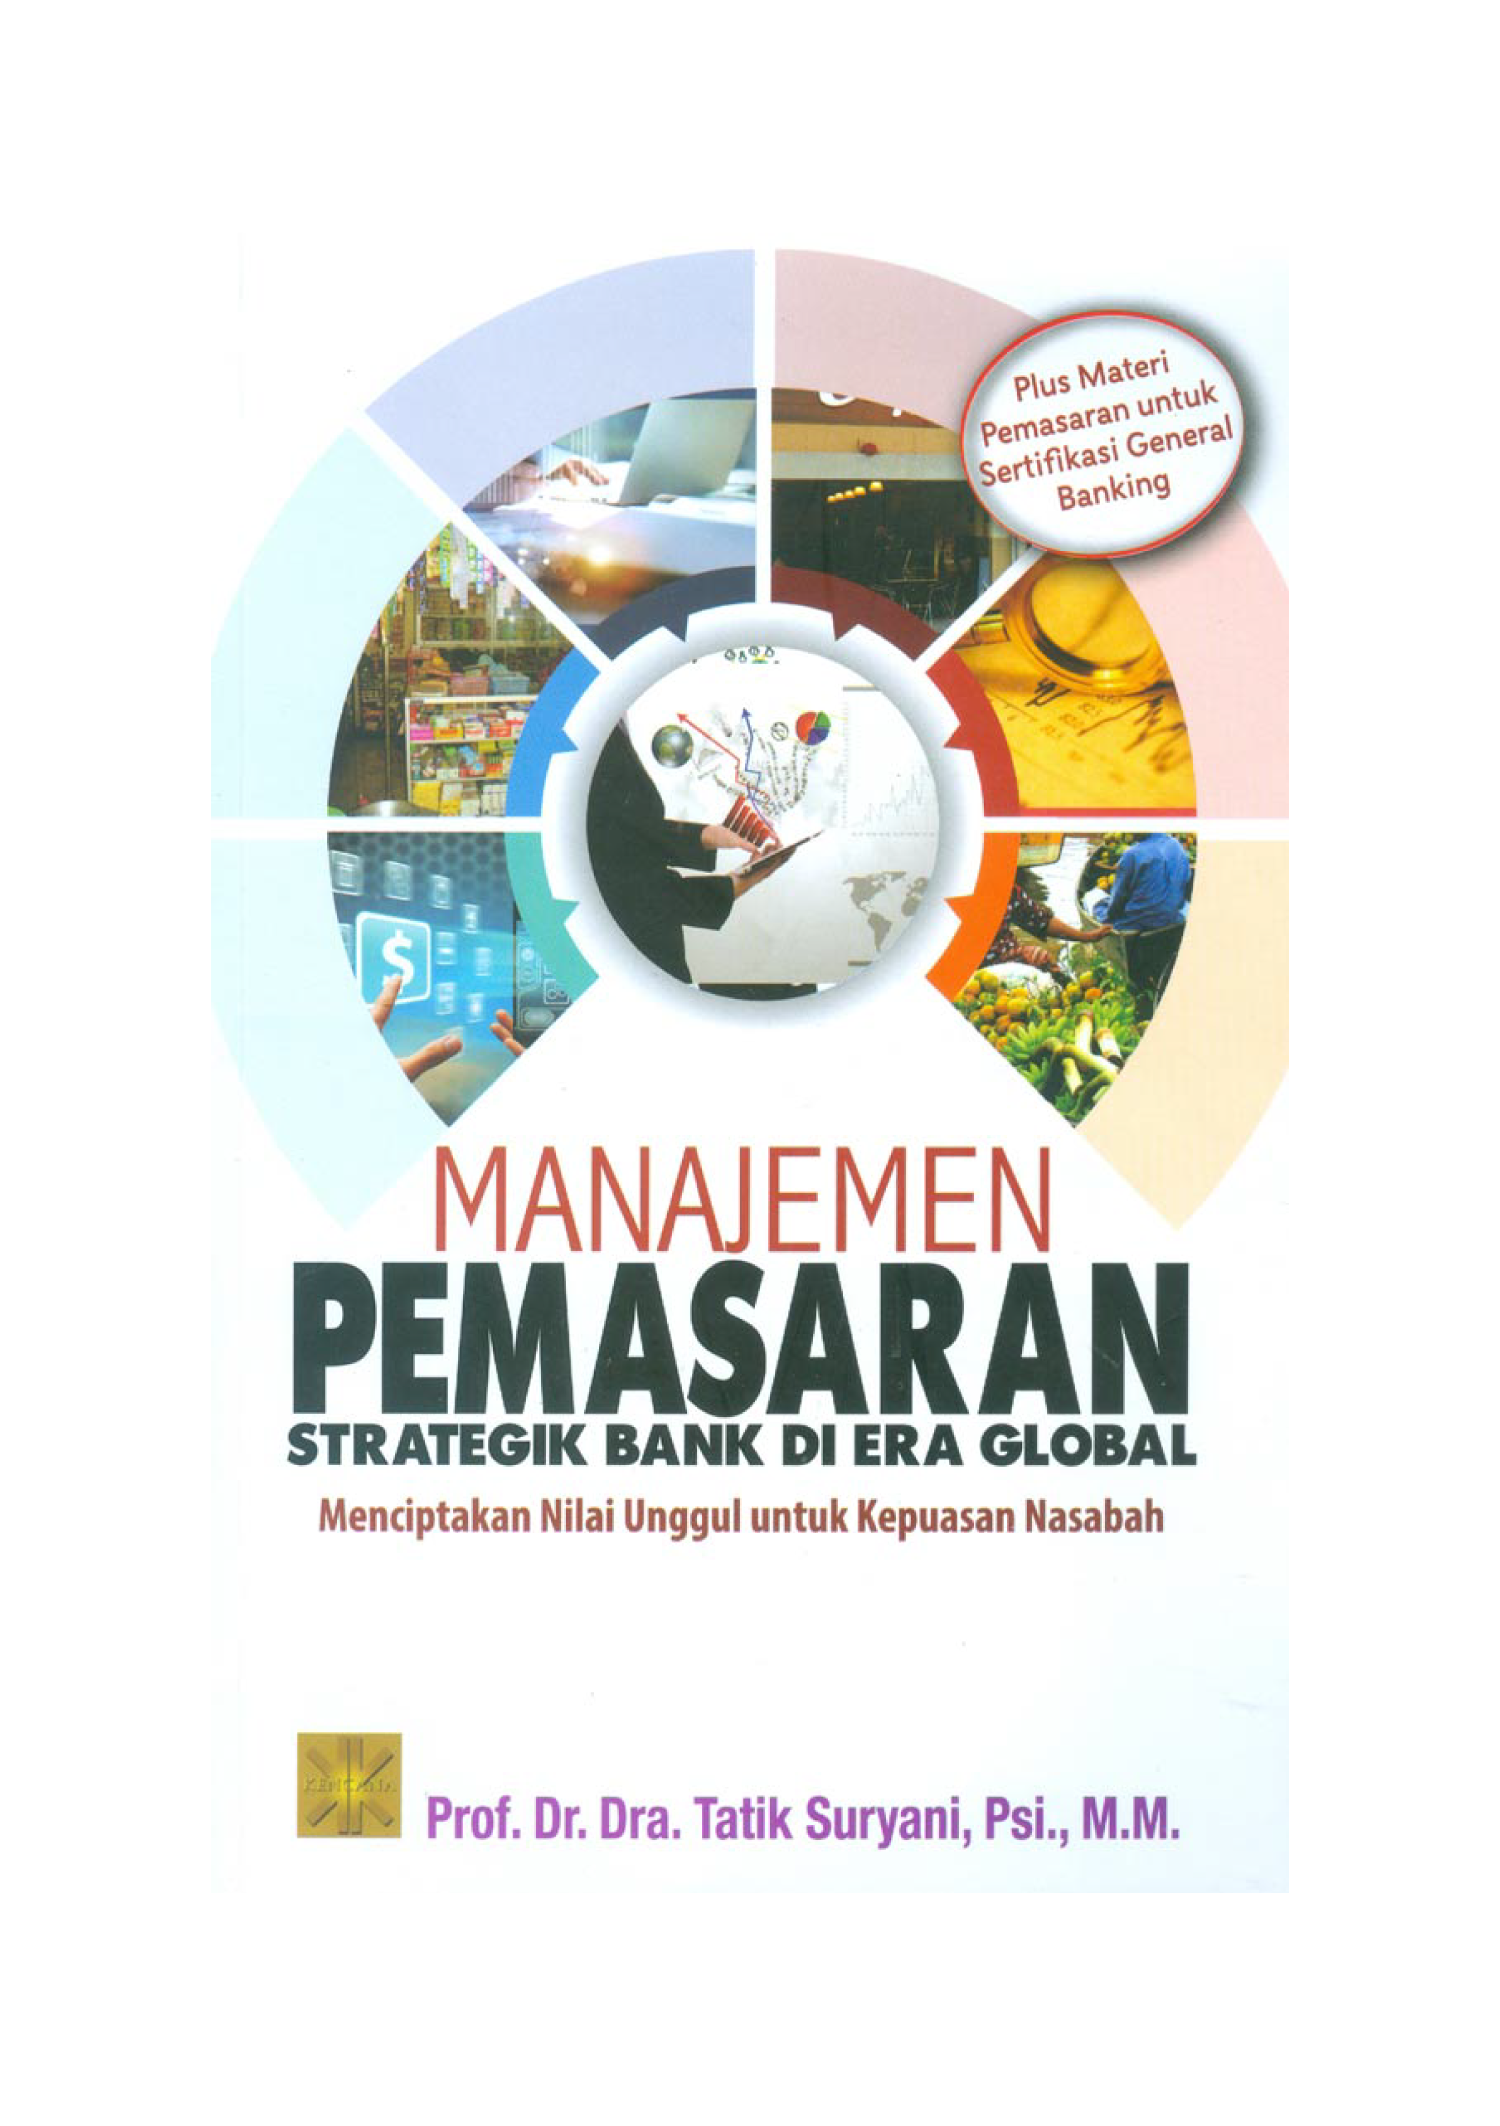 Plus Materi
Pemasaran untuk
Sertifikasi General
Banking
$
MANAJEMEN
PEMASARAN
STRATEGIK BANK DI ERA GLOBAL
Menciptakan Nilai Unggul untuk Kepuasan Nasabah
KENCANA
Prof. Dr. Dra. Tatik Suryani, Psi., M.M.